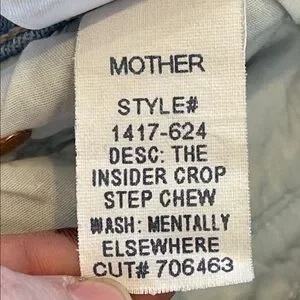 MOTHER
STYLE#
1417-624
DESC: THE
INSIDER CROP
STEP CHEW
WASH: MENTALLY
ELSEWHERE
CUT# 706463